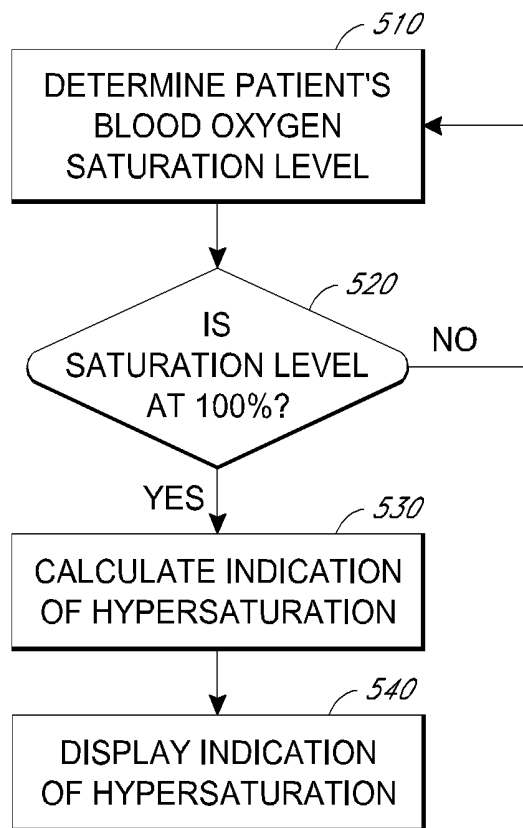 510
DETERMINE PATIENT'S
BLOOD OXYGEN
SATURATION LEVEL
520
IS
SATURATION LEVEL
AT 100%?
NO
YES
530
CALCULATE INDICATION
OF HYPERSATURATION
540
DISPLAY INDICATION
OF HYPERSATURATION